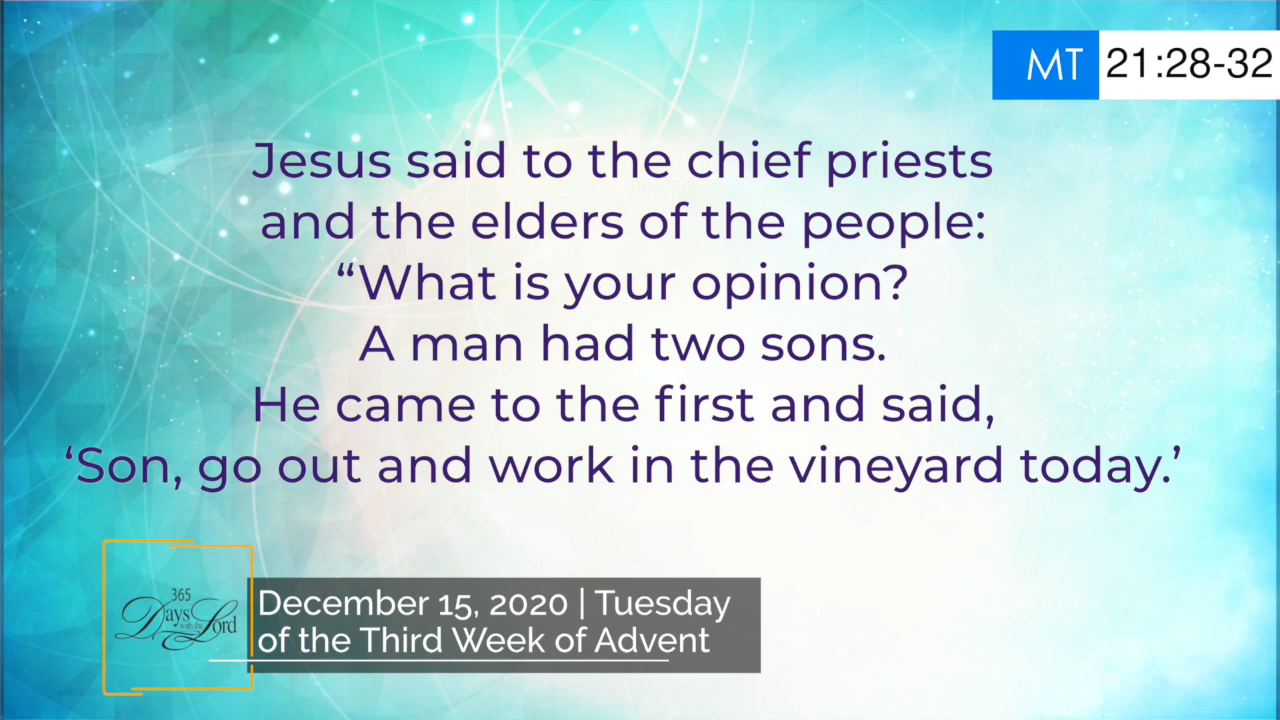 MT 21:28-32
Jesus said to the chief priests
and the elders of the people:
“What is your opinion?
A man had two sons.
He came to the first and said,
‘Son, go out and work in the vineyard today.’
365
Days with the Lord
December 15, 2020 | Tuesday
of the Third Week of Advent